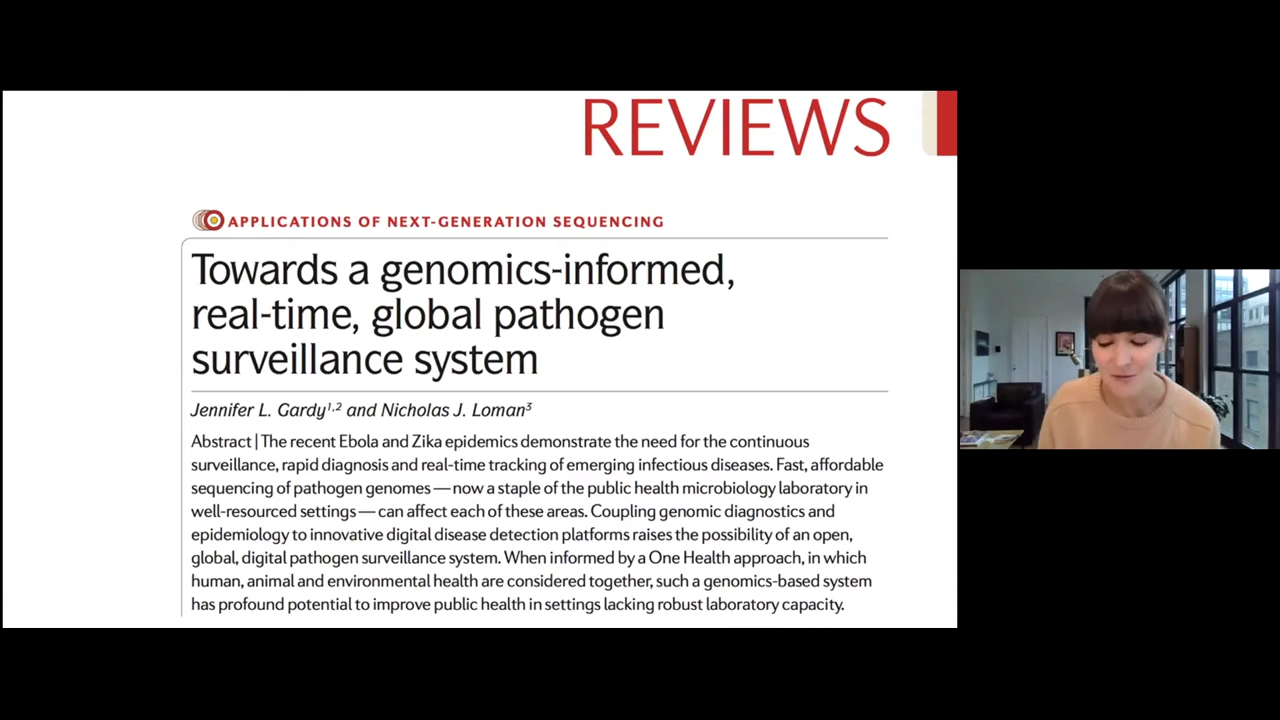 REVIEWS
APPLICATIONS OF NEXT-GENERATION SEQUENCING
Towards a genomics-informed,
real-time, global pathogen
surveillance system
Jennifer L. Gardy1,2 and Nicholas J. Loman3
Abstract | The recent Ebola and Zika epidemics demonstrate the need for the continuous
surveillance, rapid diagnosis and real-time tracking of emerging infectious diseases. Fast, affordable
sequencing of pathogen genomes — now a staple of the public health microbiology laboratory in
well-resourced settings — can affect each of these areas. Coupling genomic diagnostics and
epidemiology to innovative digital disease detection platforms raises the possibility of an open,
global, digital pathogen surveillance system. When informed by a One Health approach, in which
human, animal and environmental health are considered together, such a genomics-based system
has profound potential to improve public health in settings lacking robust laboratory capacity.